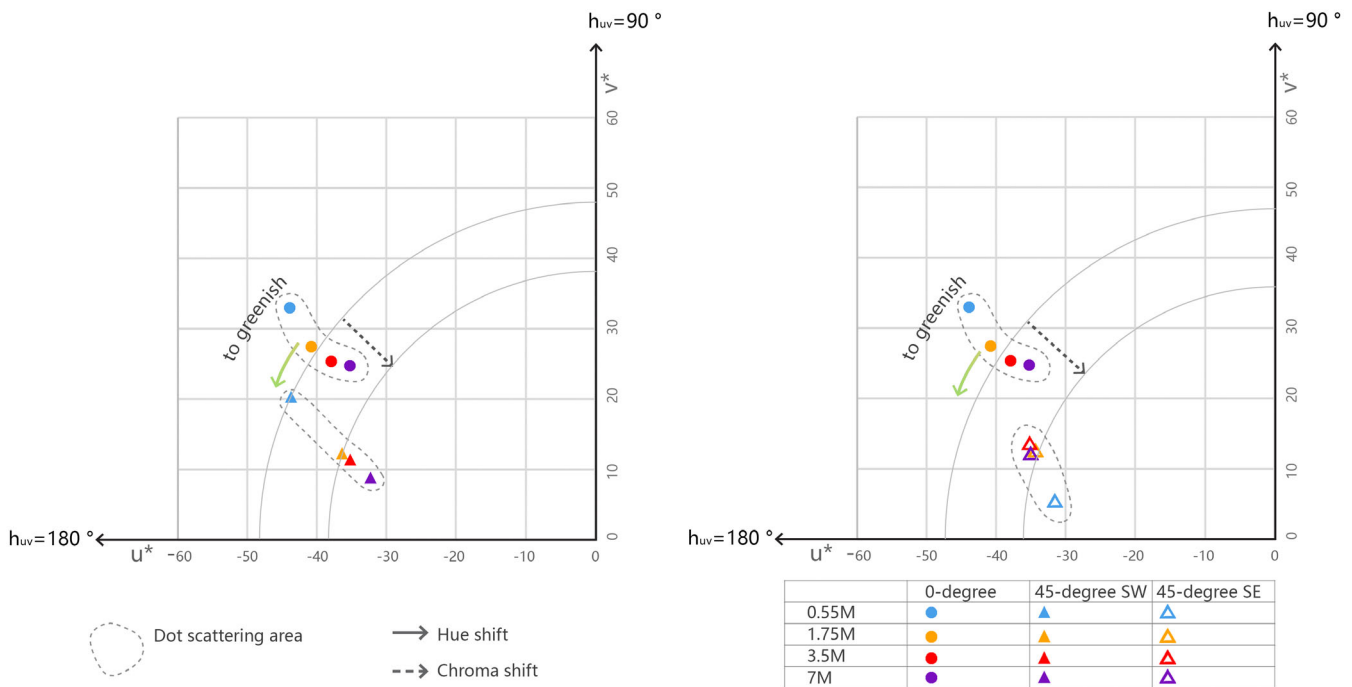 huv=90 °
v*
60
50
40
30
20
10
0
to greenish
huv=180 °
u*
-60
-50
-40
-30
-20
-10
0
huv=90 °
v*
60
50
40
30
20
10
0
to greenish
huv=180 °
u*
-60
-50
-40
-30
-20
-10
0
Dot scattering area
Hue shift
Chroma shift
0-degree 45-degree SW 45-degree SE
0.55M
1.75M
3.5M
7M